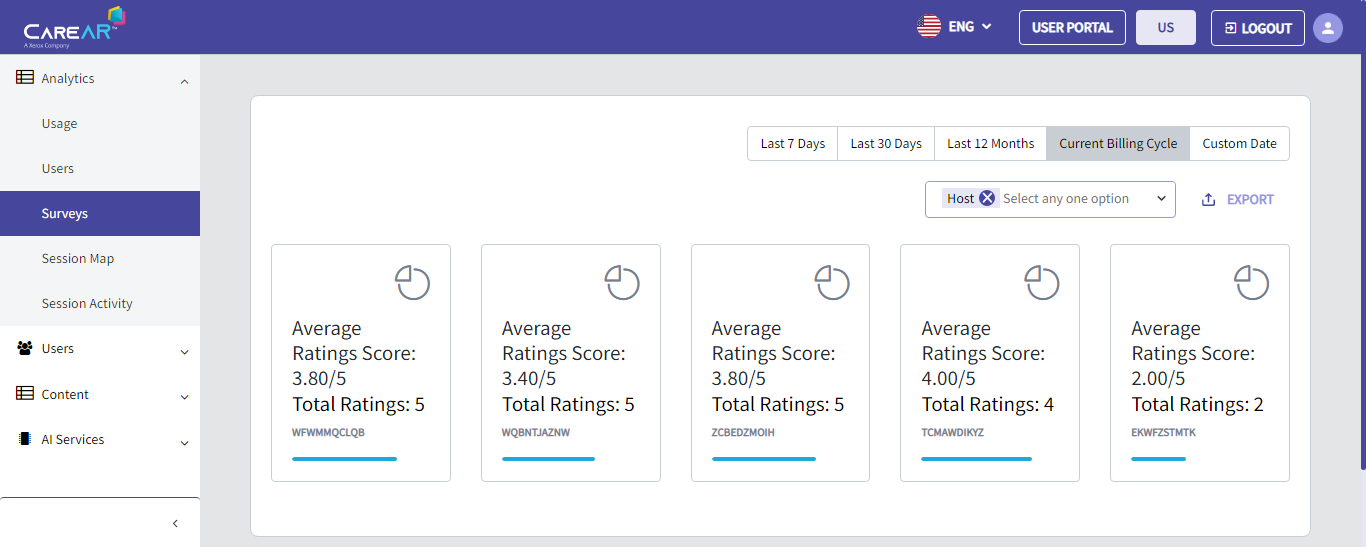 CareAR™
A Xerox Company
ENG
USER PORTAL
US
LOGOUT
Analytics
Usage
Users
Surveys
Session Map
Session Activity
Users
Content
AI Services
Last 7 Days
Last 30 Days
Last 12 Months
Current Billing Cycle
Custom Date
Host
Select any one option
EXPORT
Average
Ratings Score:
3.80/5
Total Ratings: 5
WFWMMQCLQB
Average
Ratings Score:
3.40/5
Total Ratings: 5
WQBNTJAZNW
Average
Ratings Score:
3.80/5
Total Ratings: 5
ZCBEDZMOIH
Average
Ratings Score:
4.00/5
Total Ratings: 4
TCMAWDIKYZ
Average
Ratings Score:
2.00/5
Total Ratings: 2
EKWFZSTMTK